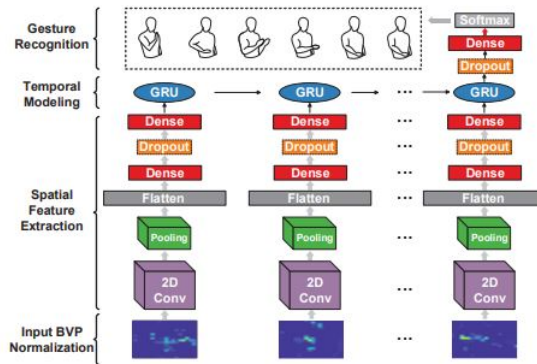 Gesture
Recognition
Softmax
Dense
Dropout
Temporal
Modeling
GRU
GRU
...
GRU
Spatial
Feature
Extraction
Dense
Dense
...
Dense
Dropout
Dropout
...
Dropout
Dense
Dense
...
Dense
Flatten
Flatten
...
Flatten
Pooling
Pooling
...
Pooling
2D
Conv
2D
Conv
...
2D
Conv
Input BVP
Normalization
...